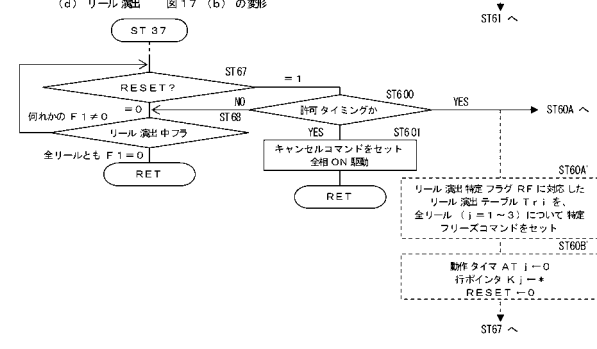 (d) リール演出 図17 (b) の変形
ST61 へ
ST37
ST67
RESET?
=1
=0
NO
ST600
許可タイミングか
YES
ST60A へ
何れかの F1≠0
ST68
リール演出中フラ
YES
ST601
キャンセルコマンドをセット
全相ON駆動
全リールとも F1=0
RET
RET
ST60A'
リール演出特定フラグ RF に対応した
リール演出テーブル Tri を、
全リール (j=1~3) について特定
フリーズコマンドをセット
ST60B'
動作タイマ ATj←0
行ポインタ Kj←*
RESET←0
ST67 へ